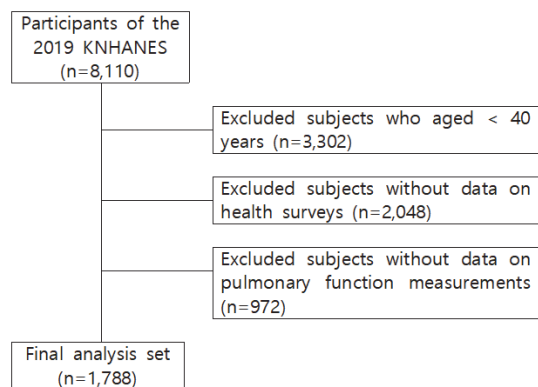 Participants of the
2019 KNHANES
(n=8,110)
Excluded subjects who aged < 40
years (n=3,302)
Excluded subjects without data on
health surveys (n=2,048)
Excluded subjects without data on
pulmonary function measurements
(n=972)
Final analysis set
(n=1,788)